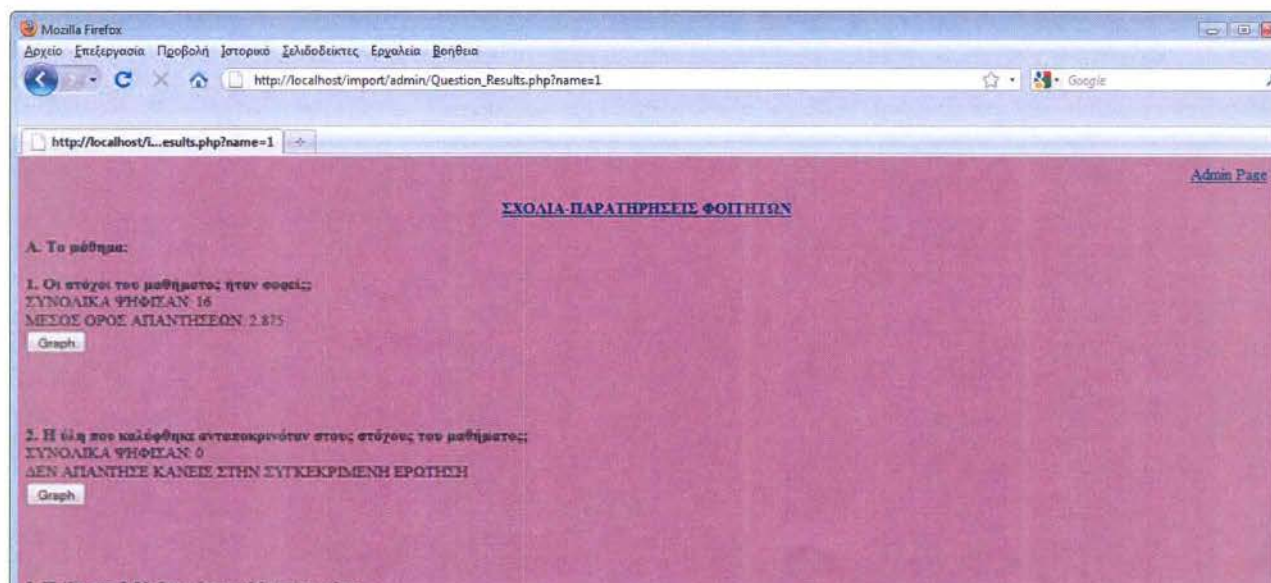 Mozilla Firefox
Αρχείο Επεξεργασία Προβολή Ιστορικό Σελιδοδείκτες Εργαλεία Βοήθεια
http://localhost/import/admin/Question_Results.php?name=1
Google
http://localhost/i...esults.php?name=1
Admin Page
ΣΧΟΛΙΑ-ΠΑΡΑΤΗΡΗΣΕΙΣ ΦΟΙΤΗΤΩΝ
Α. Το μάθημα:
1. Οι στόχοι του μαθήματος ήταν σαφείς;
ΣΥΝΟΛΙΚΑ ΨΗΦΙΣΑΝ: 16
ΜΕΣΟΣ ΟΡΟΣ ΑΠΑΝΤΗΣΕΩΝ: 2.875
Graph
2. Η ύλη που καλύφθηκε ανταποκρινόταν στους στόχους του μαθήματος;
ΣΥΝΟΛΙΚΑ ΨΗΦΙΣΑΝ: 0
ΔΕΝ ΑΠΑΝΤΗΣΕ ΚΑΝΕΙΣ ΣΤΗΝ ΣΥΓΚΕΚΡΙΜΕΝΗ ΕΡΩΤΗΣΗ
Graph